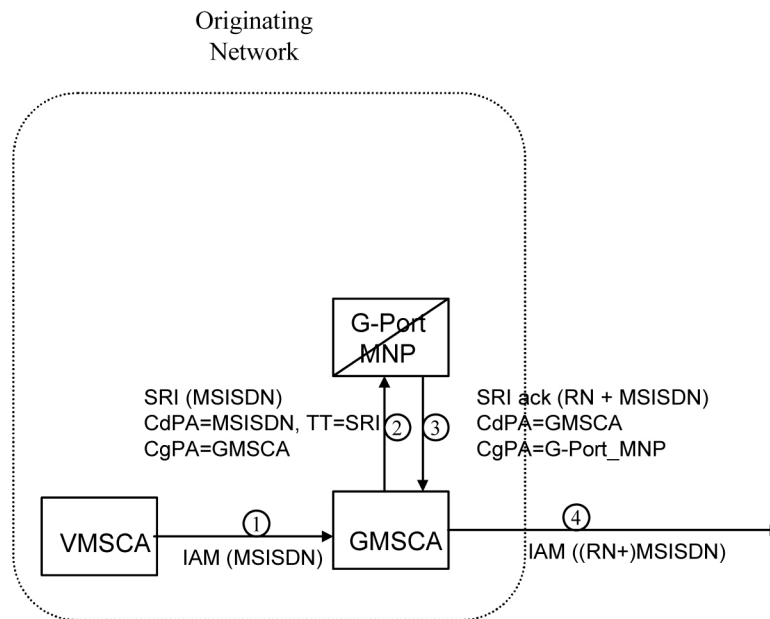 Originating
Network
G-Port
MNP
SRI (MSISDN)
CdPA=MSISDN, TT=SRI
CgPA=GMSCA
2
3
SRI ack (RN + MSISDN)
CdPA=GMSCA
CgPA=G-Port_MNP
VMSCA
1
IAM (MSISDN)
GMSCA
4
IAM ((RN+)MSISDN)